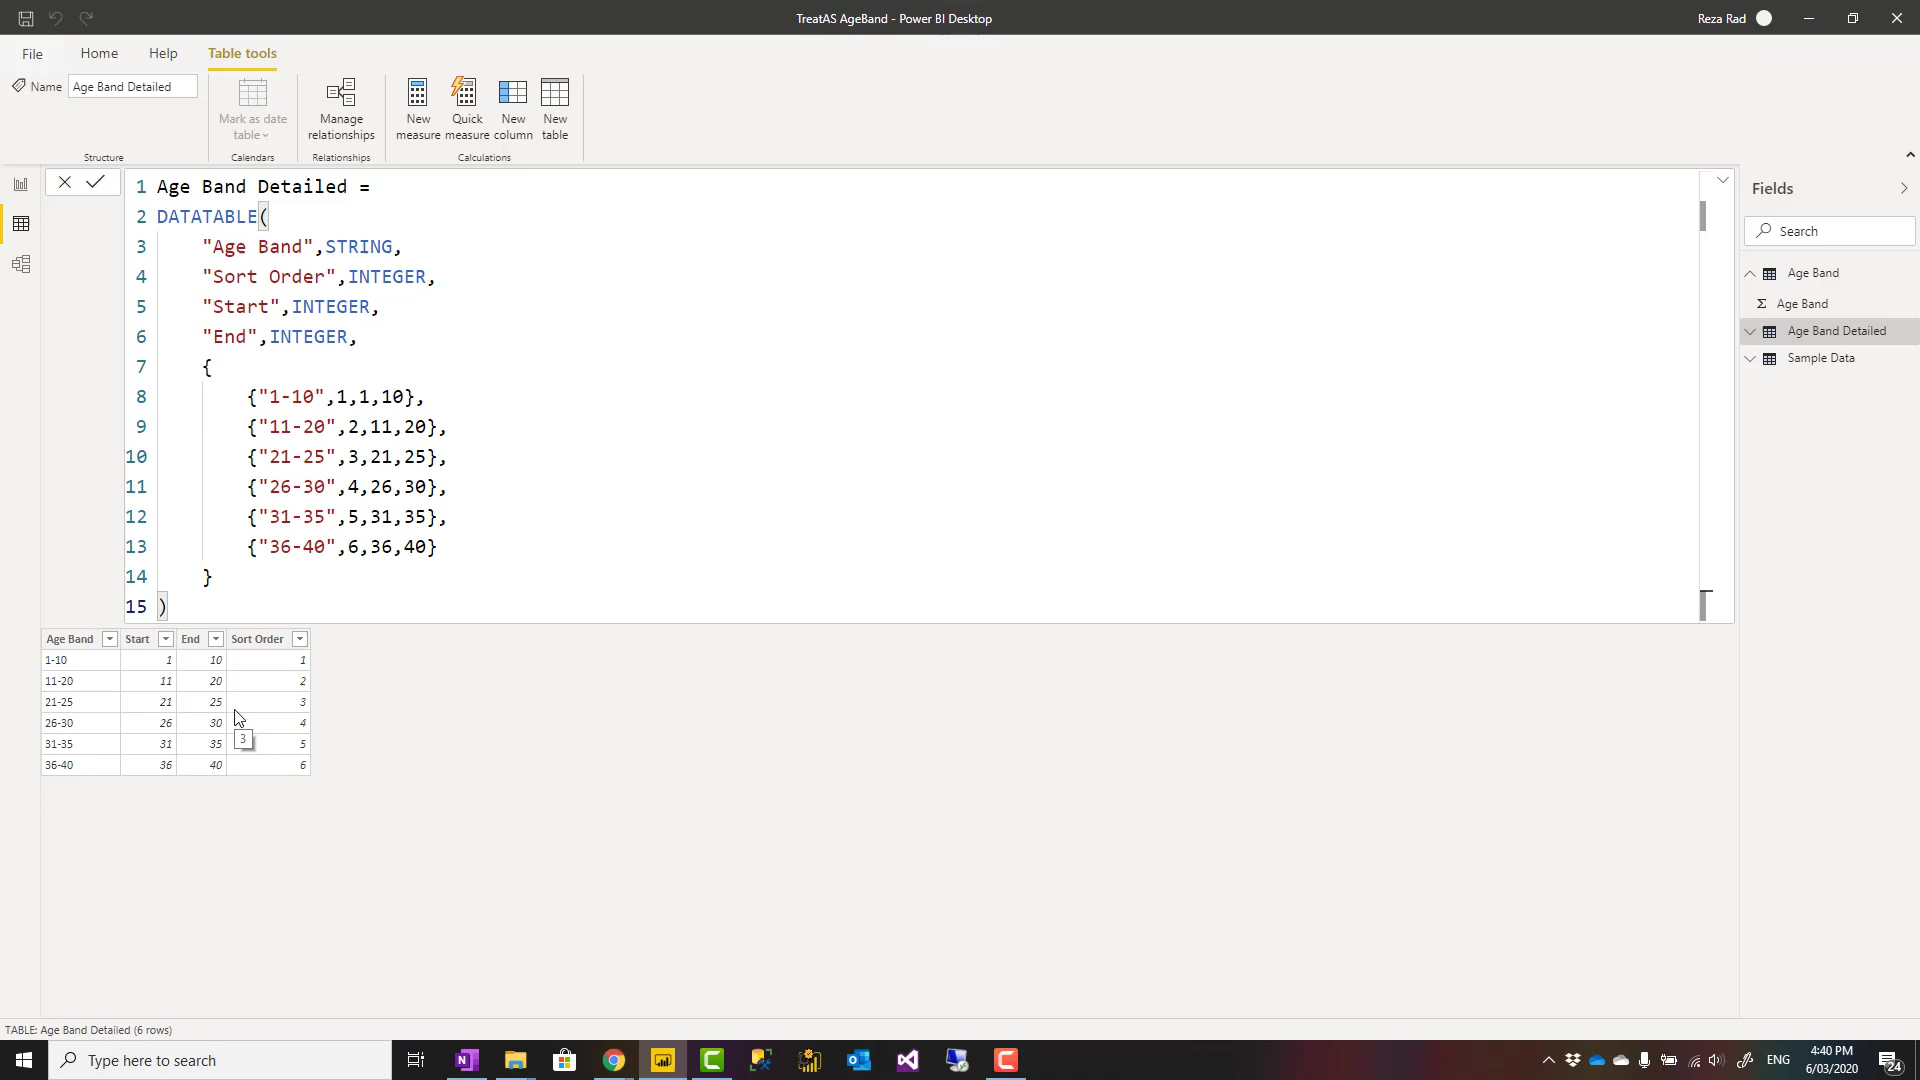 TreatAS AgeBand - Power BI Desktop
Reza Rad
File
Home
Help
Table tools
Name
Age Band Detailed
Mark as date
table
Manage
relationships
New
measure
Quick
measure
New
column
New
table
Structure
Calendars
Relationships
Calculations
1 Age Band Detailed =
2 DATATABLE(
3 "Age Band",STRING,
4 "Sort Order",INTEGER,
5 "Start",INTEGER,
6 "End",INTEGER,
7 {
8 {"1-10",1,1,10},
9 {"11-20",2,11,20},
10 {"21-25",3,21,25},
11 {"26-30",4,26,30},
12 {"31-35",5,31,35},
13 {"36-40",6,36,40}
14 }
15 )
Age Band Start End Sort Order
1-10 1 10 1
11-20 11 20 2
21-25 21 25 3
26-30 26 30 4
31-35 31 35 5
36-40 36 40 6
3
Fields
Search
Age Band
Σ Age Band
Age Band Detailed
Sample Data
TABLE: Age Band Detailed (6 rows)
Type here to search
ENG
4:40 PM
6/03/2020
24